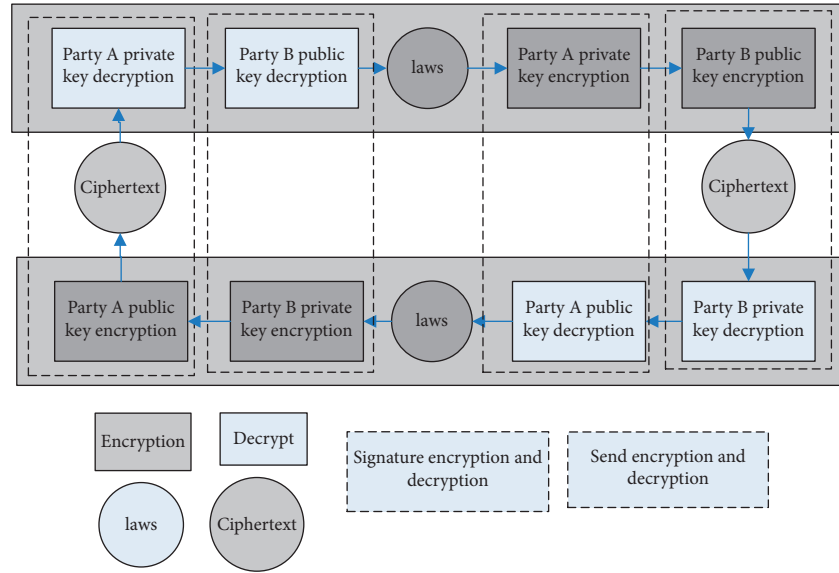 Party A private
key decryption
Party B public
key decryption
laws
Party A private
key encryption
Party B public
key encryption
Ciphertext
Ciphertext
Party A public
key encryption
Party B private
key encryption
laws
Party A public
key decryption
Party B private
key decryption
Encryption
Decrypt
Signature encryption and
decryption
Send encryption and
decryption
laws
Ciphertext